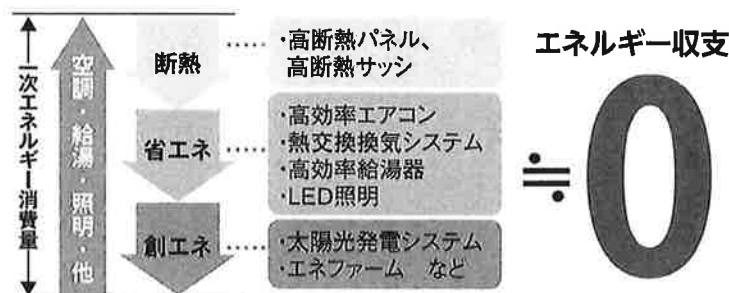 一次エネルギー消費量
空調・給湯・照明・他
断熱
・高断熱パネル、
高断熱サッシ
省エネ
・高効率エアコン
・熱交換換気システム
・高効率給湯器
・LED照明
創エネ
・太陽光発電システム
・エネファーム など
エネルギー収支
≒0